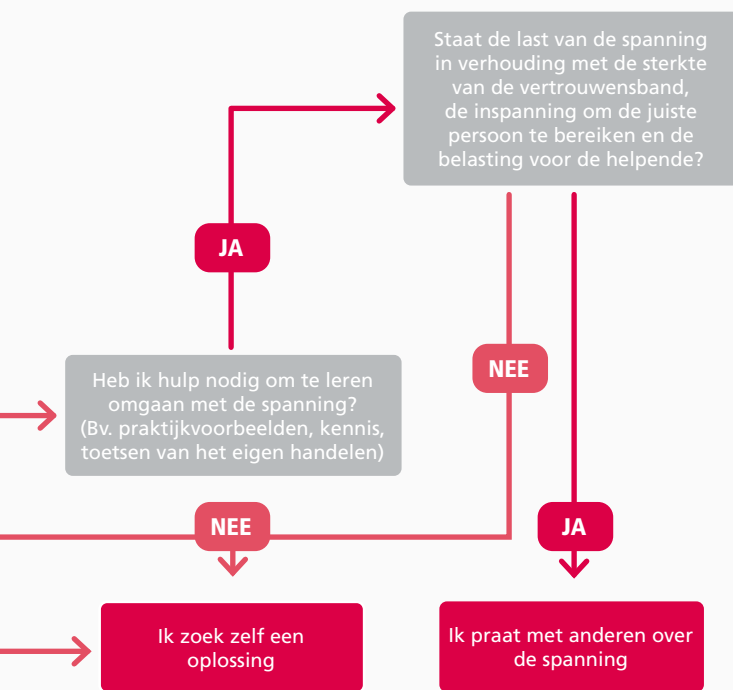 Staat de last van de spanning
in verhouding met de sterkte
van de vertrouwensband,
de inspanning om de juiste
persoon te bereiken en de
belasting voor de helpende?
JA
Heb ik hulp nodig om te leren
omgaan met de spanning?
(Bv. praktijkvoorbeelden, kennis,
toetsen van het eigen handelen)
NEE
NEE
JA
Ik zoek zelf een
oplossing
Ik praat met anderen over
de spanning